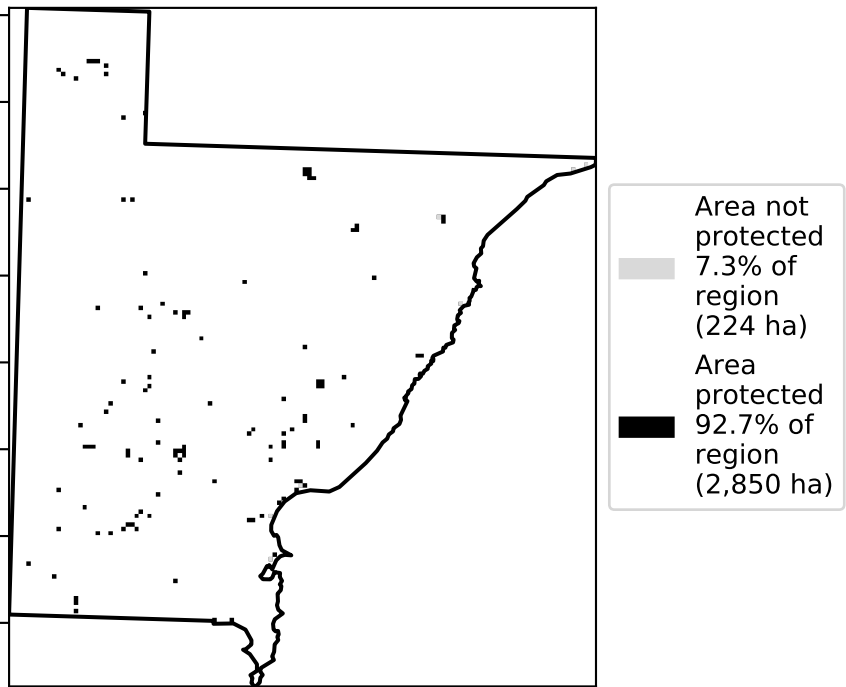 Area not
protected
7.3% of
region
(224 ha)
Area
protected
92.7% of
region
(2,850 ha)